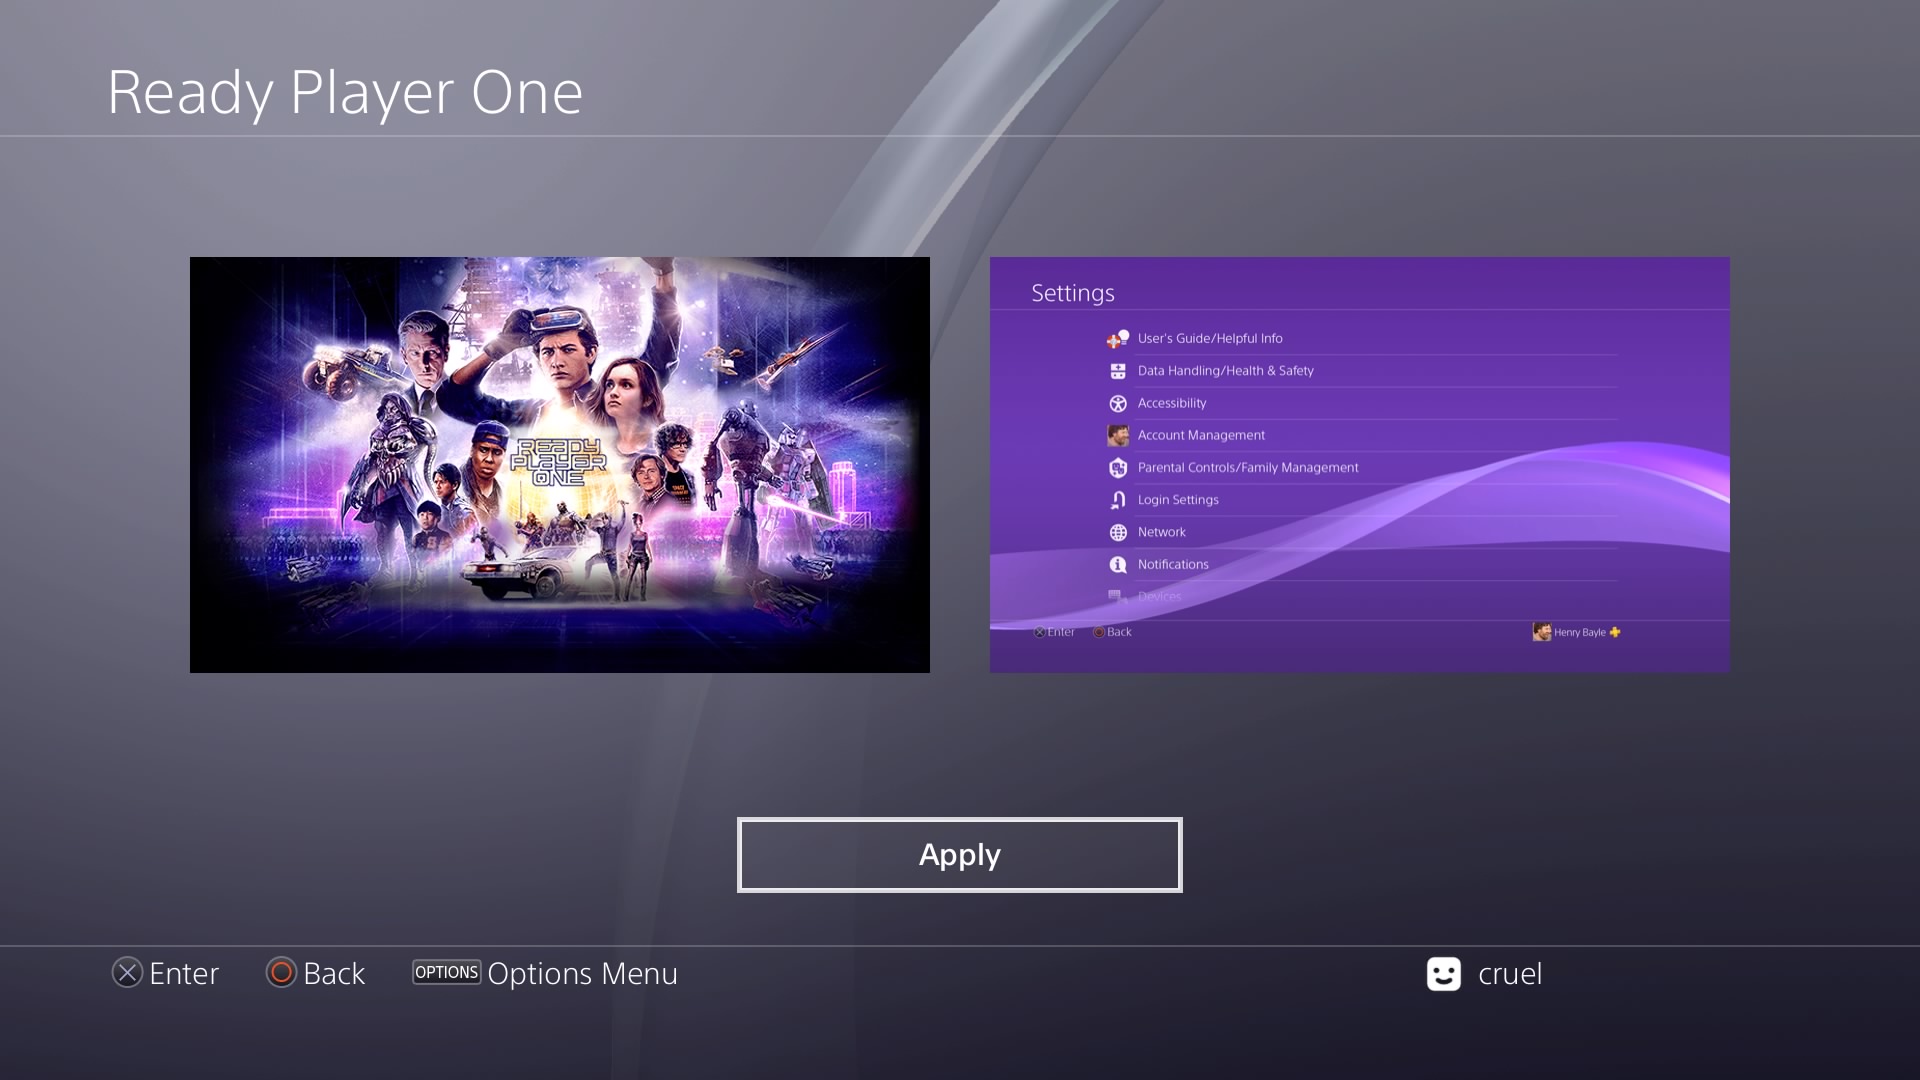 Ready Player One
READY
PLAYER
ONE
Settings
User's Guide/Helpful Info
Data Handling/Health & Safety
Accessibility
Account Management
Parental Controls/Family Management
Login Settings
Network
Notifications
Devices
Enter
Back
Henry Bayle
Apply
Enter
Back
OPTIONS Options Menu
cruel